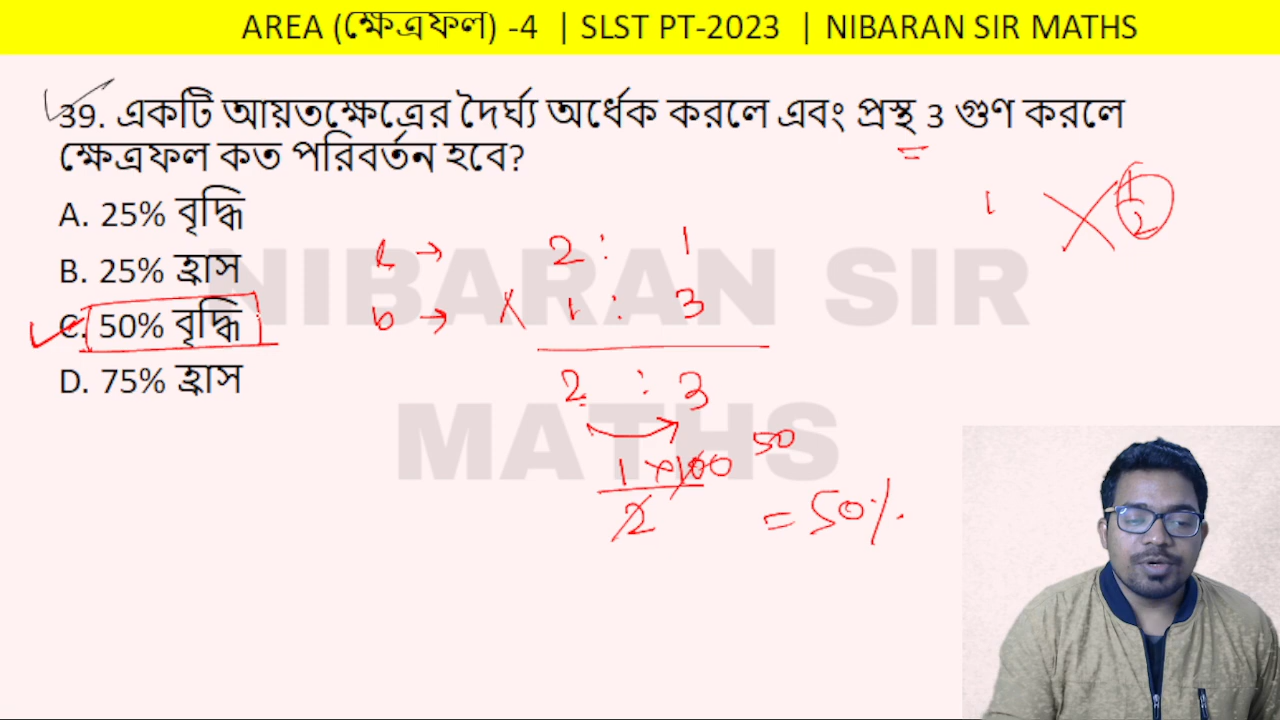 AREA (ক্ষেত্রফল) -4 | SLST PT-2023 | NIBARAN SIR MATHS
39. একটি আয়তক্ষেত্রের দৈর্ঘ্য অর্ধেক করলে এবং প্রস্থ 3 গুণ করলে
ক্ষেত্রফল কত পরিবর্তন হবে?
A. 25% বৃদ্ধি
B. 25% হ্রাস
C. 50% বৃদ্ধি
D. 75% হ্রাস
NIBARAN SIR
MATHS
l → 2 : 1
b → × 1 : 3
2 : 3
1 × 100 50
2
= 50%